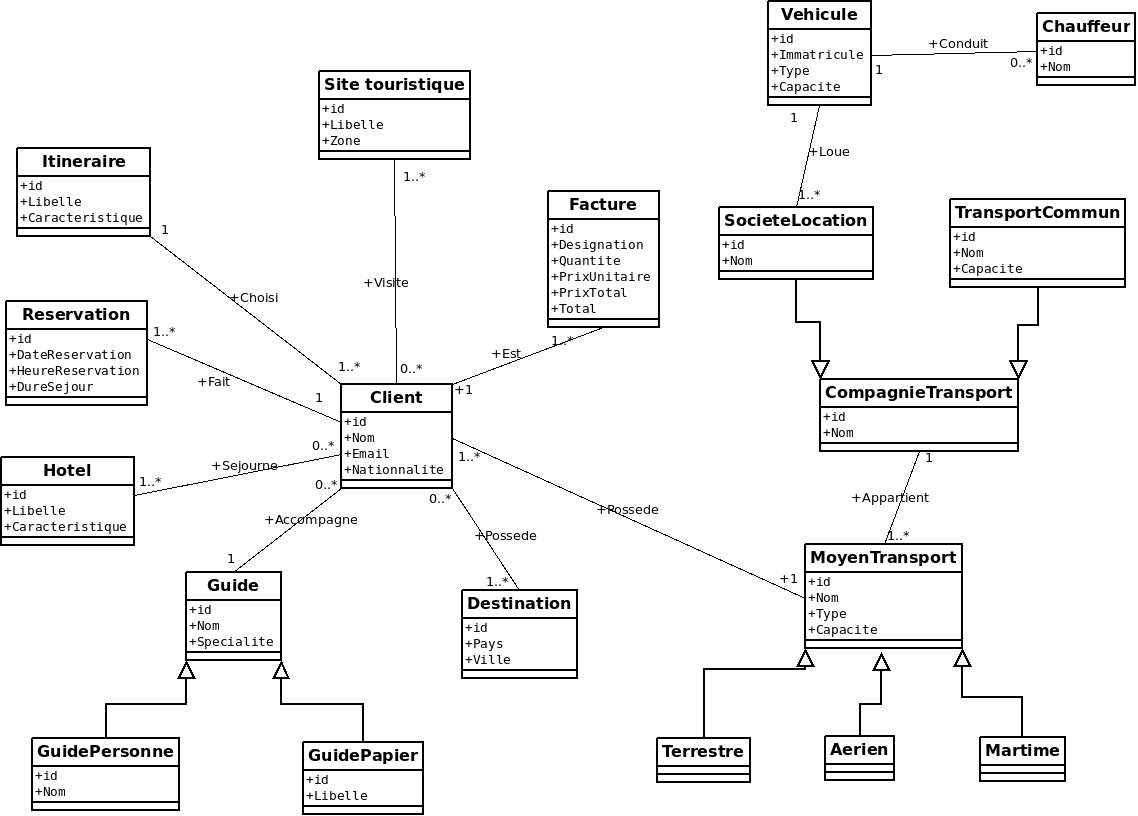 Vehicule
+id
+Immatricule
+Type
+Capacite
+Conduit
1
0..*
Chauffeur
+id
+Nom
Site touristique
+id
+Libelle
+Zone
1..*
+Visite
0..*
1
+Loue
1..*
Itineraire
+id
+Libelle
+Caracteristique
1
+Choisi
1..*
Facture
+id
+Designation
+Quantite
+PrixUnitaire
+PrixTotal
+Total
1..*
+Est
+1
SocieteLocation
+id
+Nom
TransportCommun
+id
+Nom
+Capacite
Reservation
+id
+DateReservation
+HeureReservation
+DureSejour
1..*
+Fait
1
Client
+id
+Nom
+Email
+Nationnalite
CompagnieTransport
+id
+Nom
1
+Appartient
1..*
Hotel
+id
+Libelle
+Caracteristique
1..*
+Sejourne
0..*
0..*
+Accompagne
1
0..*
+Possede
1..*
1..*
+Possede
+1
Guide
+id
+Nom
+Specialite
Destination
+id
+Pays
+Ville
MoyenTransport
+id
+Nom
+Type
+Capacite
GuidePersonne
+id
+Nom
GuidePapier
+id
+Libelle
Terrestre
Aerien
Martime